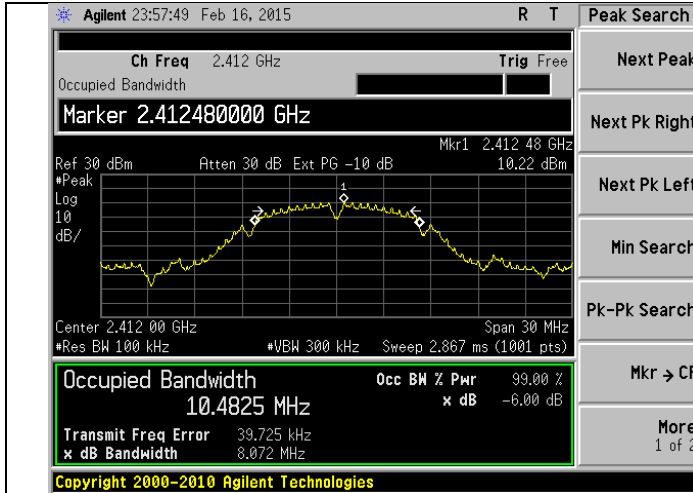 Agilent 23:57:49 Feb 16, 2015 R T
Peak Search
Ch Freq 2.412 GHz Trig Free
Occupied Bandwidth
Marker 2.412480000 GHz
Mkr1 2.412 48 GHz
Ref 30 dBm Atten 30 dB Ext PG -10 dB 10.22 dBm
#Peak
Log
10
dB/
1
Center 2.412 00 GHz Span 30 MHz
#Res BW 100 kHz #VBW 300 kHz Sweep 2.867 ms (1001 pts)
Occupied Bandwidth Occ BW % Pwr 99.00 %
10.4825 MHz x dB -6.00 dB
Transmit Freq Error 39.725 kHz
x dB Bandwidth 8.072 MHz
Copyright 2000-2010 Agilent Technologies
Next Peak
Next Pk Right
Next Pk Left
Min Search
Pk-Pk Search
Mkr → CF
More
1 of 2